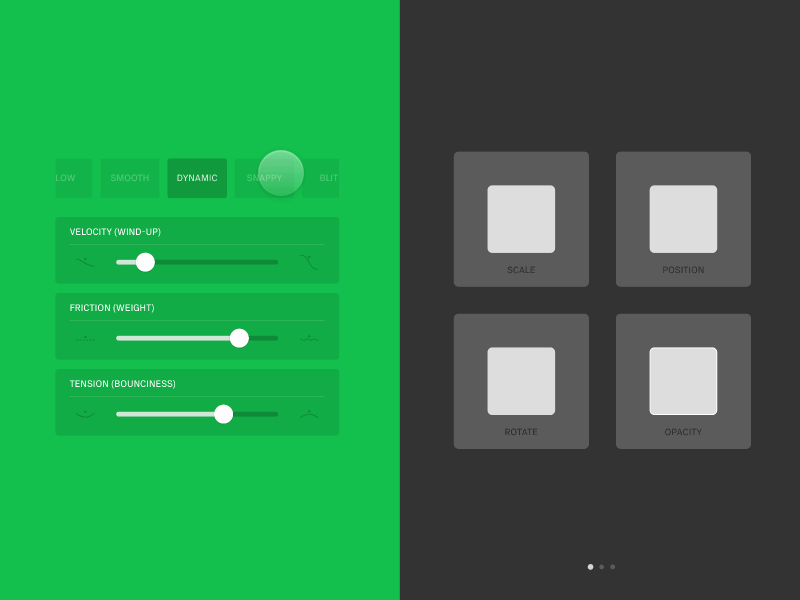 LOW
SMOOTH
DYNAMIC
SNAPPY
BLIT
VELOCITY (WIND-UP)
FRICTION (WEIGHT)
TENSION (BOUNCINESS)
SCALE
POSITION
ROTATE
OPACITY